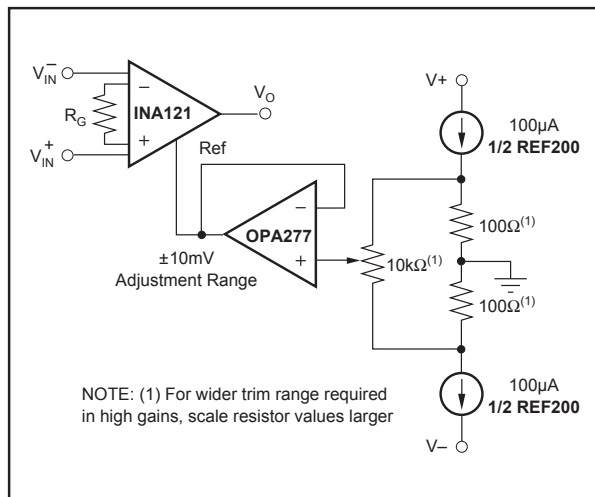 V⁻IN
−
INA121
RG
+
V⁺IN
VO
Ref
−
OPA277
+
±10mV
Adjustment Range
V+
100µA
1/2 REF200
100Ω(1)
10kΩ(1)
100Ω(1)
100µA
1/2 REF200
V–
NOTE: (1) For wider trim range required
in high gains, scale resistor values larger